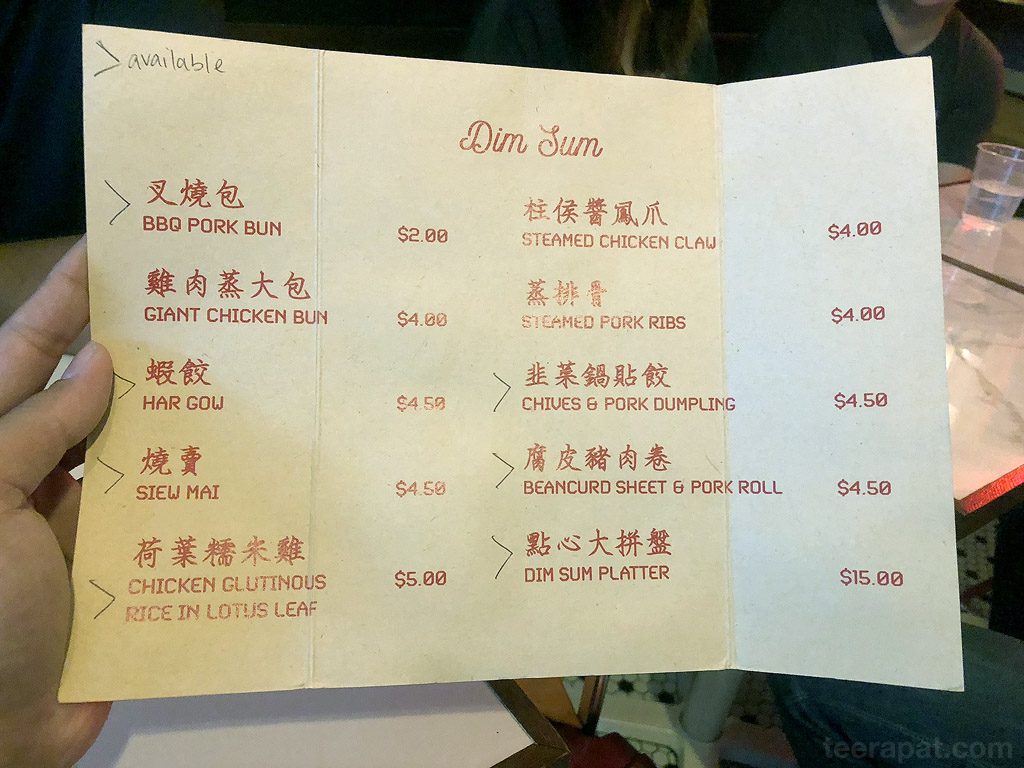 > available
Dim Sum
> 叉燒包
BBQ PORK BUN $2.00
雞肉蒸大包
GIANT CHICKEN BUN $4.00
> 蝦餃
HAR GOW $4.50
> 燒賣
SIEW MAI $4.50
荷葉糯米雞
> CHICKEN GLUTINOUS $5.00
RICE IN LOTUS LEAF
柱侯醬鳳爪
STEAMED CHICKEN CLAW $4.00
蒸排骨
STEAMED PORK RIBS $4.00
> 韭菜鍋貼餃
CHIVES & PORK DUMPLING $4.50
> 腐皮豬肉卷
BEANCURD SHEET & PORK ROLL $4.50
> 點心大拼盤
DIM SUM PLATTER $15.00
teerapat.com